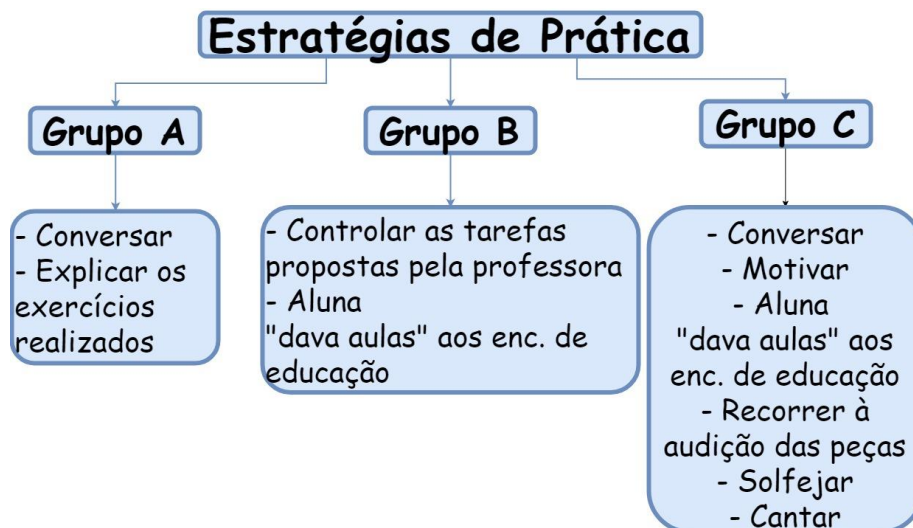 Estratégias de Prática
Grupo A
Grupo B
Grupo C
- Conversar
- Explicar os
exercícios
realizados
- Controlar as tarefas
propostas pela professora
- Aluna
"dava aulas" aos enc. de
educação
- Conversar
- Motivar
- Aluna
"dava aulas" aos
enc. de educação
- Recorrer à
audição das peças
- Solfejar
- Cantar